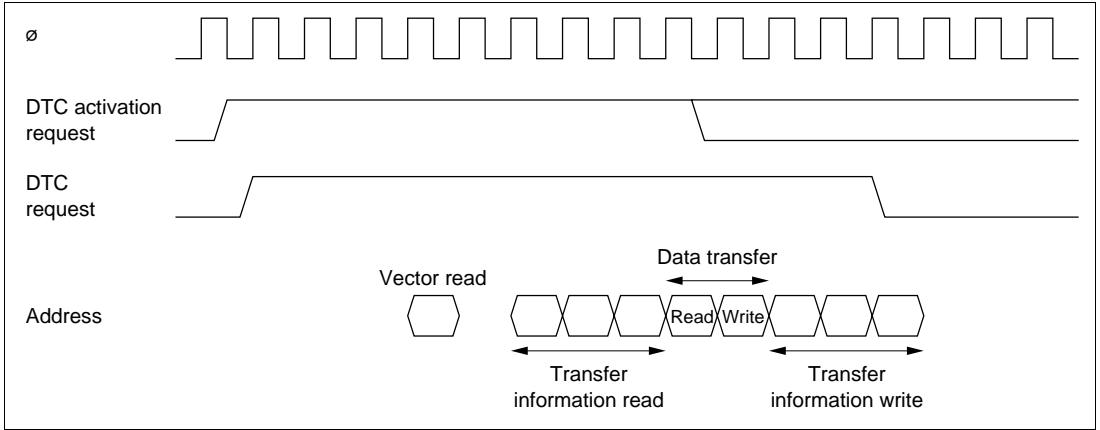 ø
DTC activation
request
DTC
request
Data transfer
Vector read
Address
Read
Write
Transfer
information read
Transfer
information write